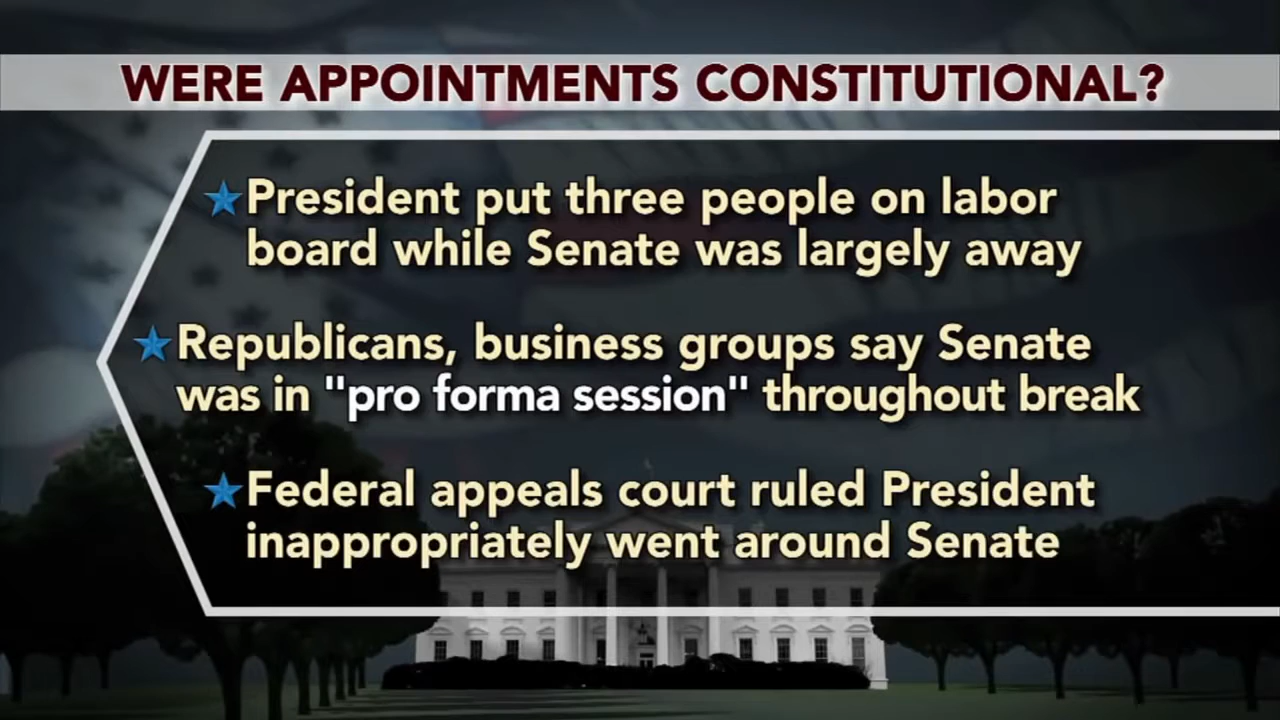 WERE APPOINTMENTS CONSTITUTIONAL?
President put three people on labor
board while Senate was largely away
Republicans, business groups say Senate
was in "pro forma session" throughout break
Federal appeals court ruled President
inappropriately went around Senate